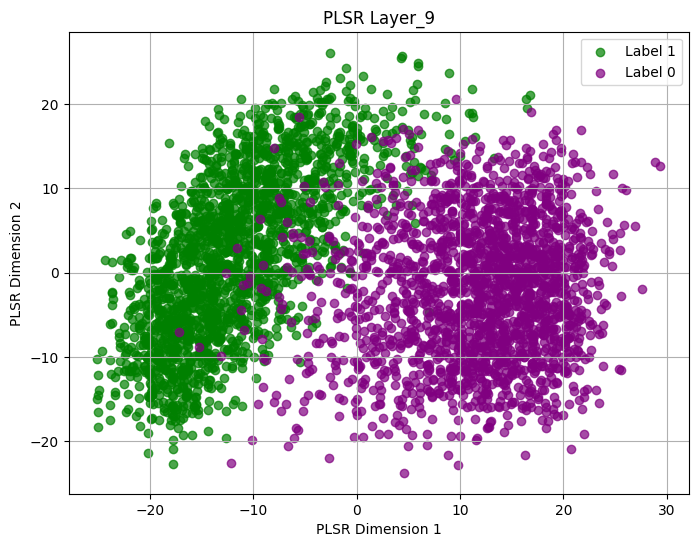 PLSR Layer_9
Label 1
Label 0
20
10
0
−10
−20
PLSR Dimension 2
−20
−10
0
10
20
30
PLSR Dimension 1